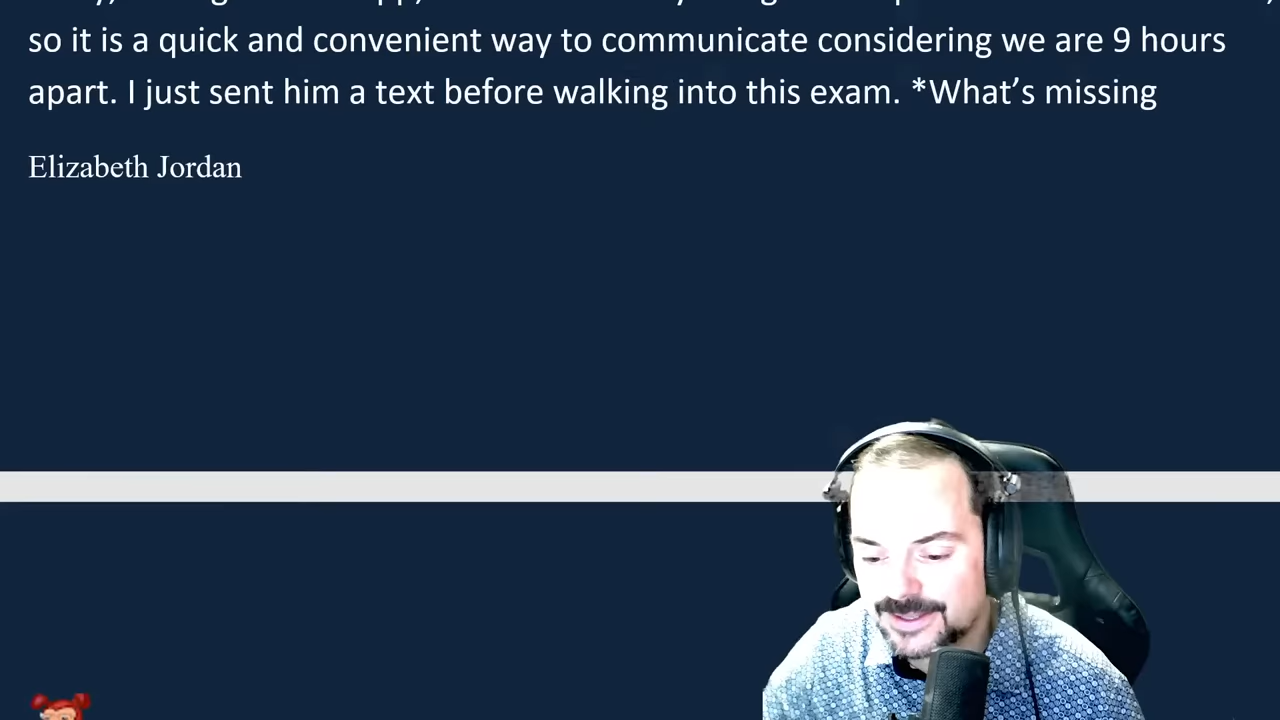 so it is a quick and convenient way to communicate considering we are 9 hours
apart. I just sent him a text before walking into this exam. *What’s missing
Elizabeth Jordan